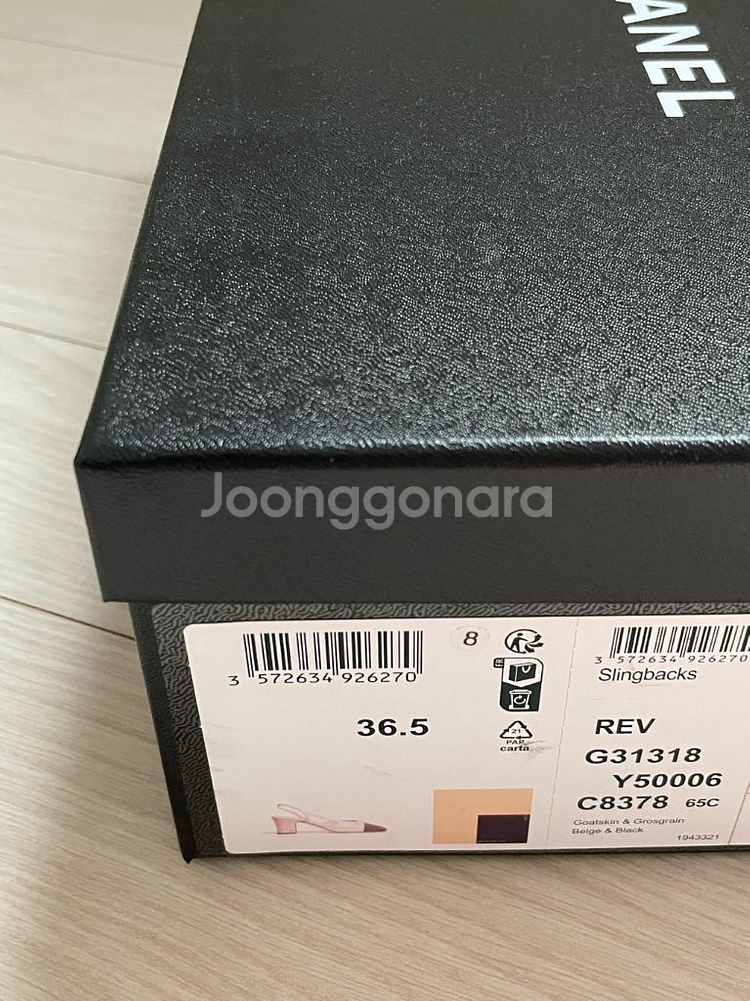 ANEL
Joonggonara
3 572634 926270
8
36.5
21
PAP
carta
3 572634 926270
Slingbacks
REV
G31318
Y50006
C8378 65C
Goatskin & Grosgrain
Beige & Black
1943321